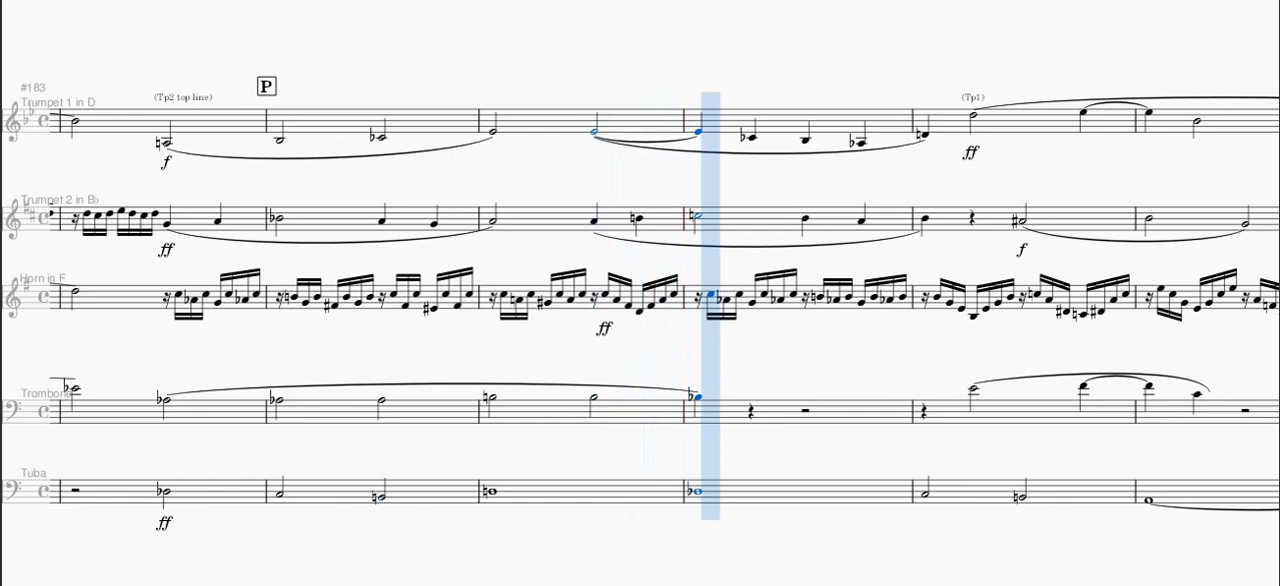 #183
Trumpet 1 in D
(Tp2 top line)
P
(Tp1)
f
ff
Trumpet 2 in B♭
ff
f
Horn in F
ff
Trombone
Tuba
ff